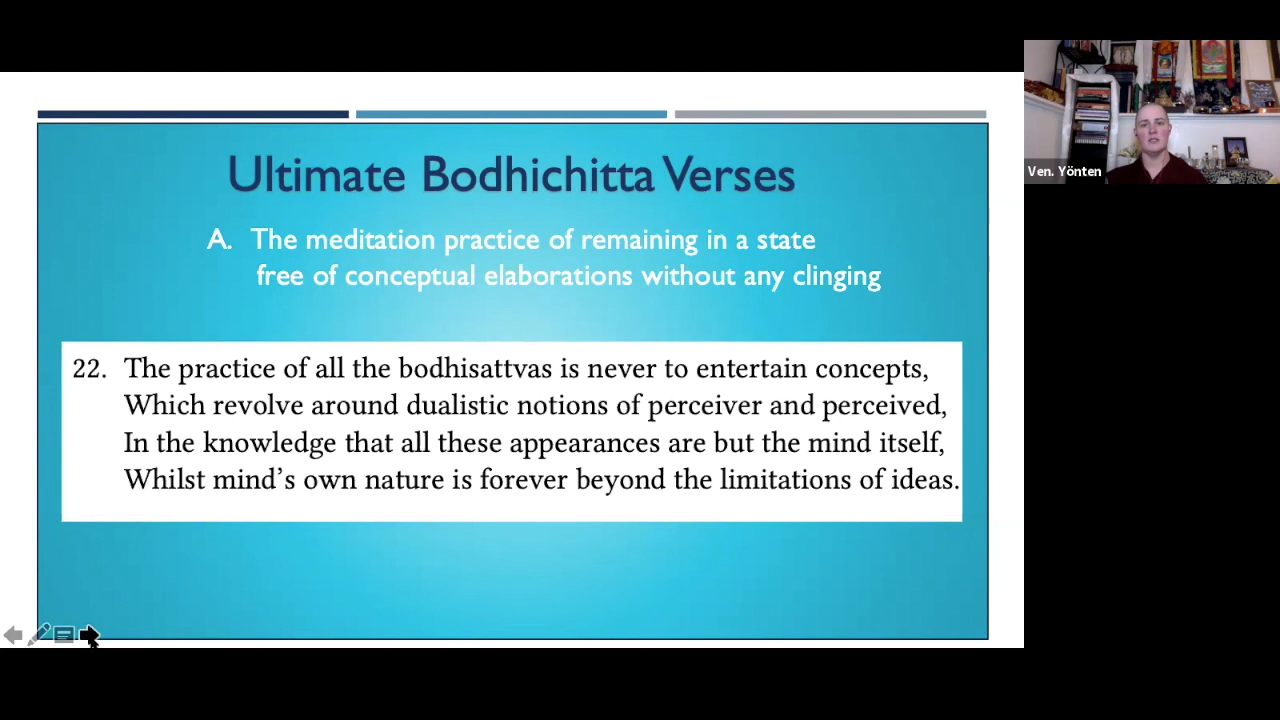 Ultimate Bodhichitta Verses
A. The meditation practice of remaining in a state
free of conceptual elaborations without any clinging
22. The practice of all the bodhisattvas is never to entertain concepts,
Which revolve around dualistic notions of perceiver and perceived,
In the knowledge that all these appearances are but the mind itself,
Whilst mind’s own nature is forever beyond the limitations of ideas.
Ven. Yönten